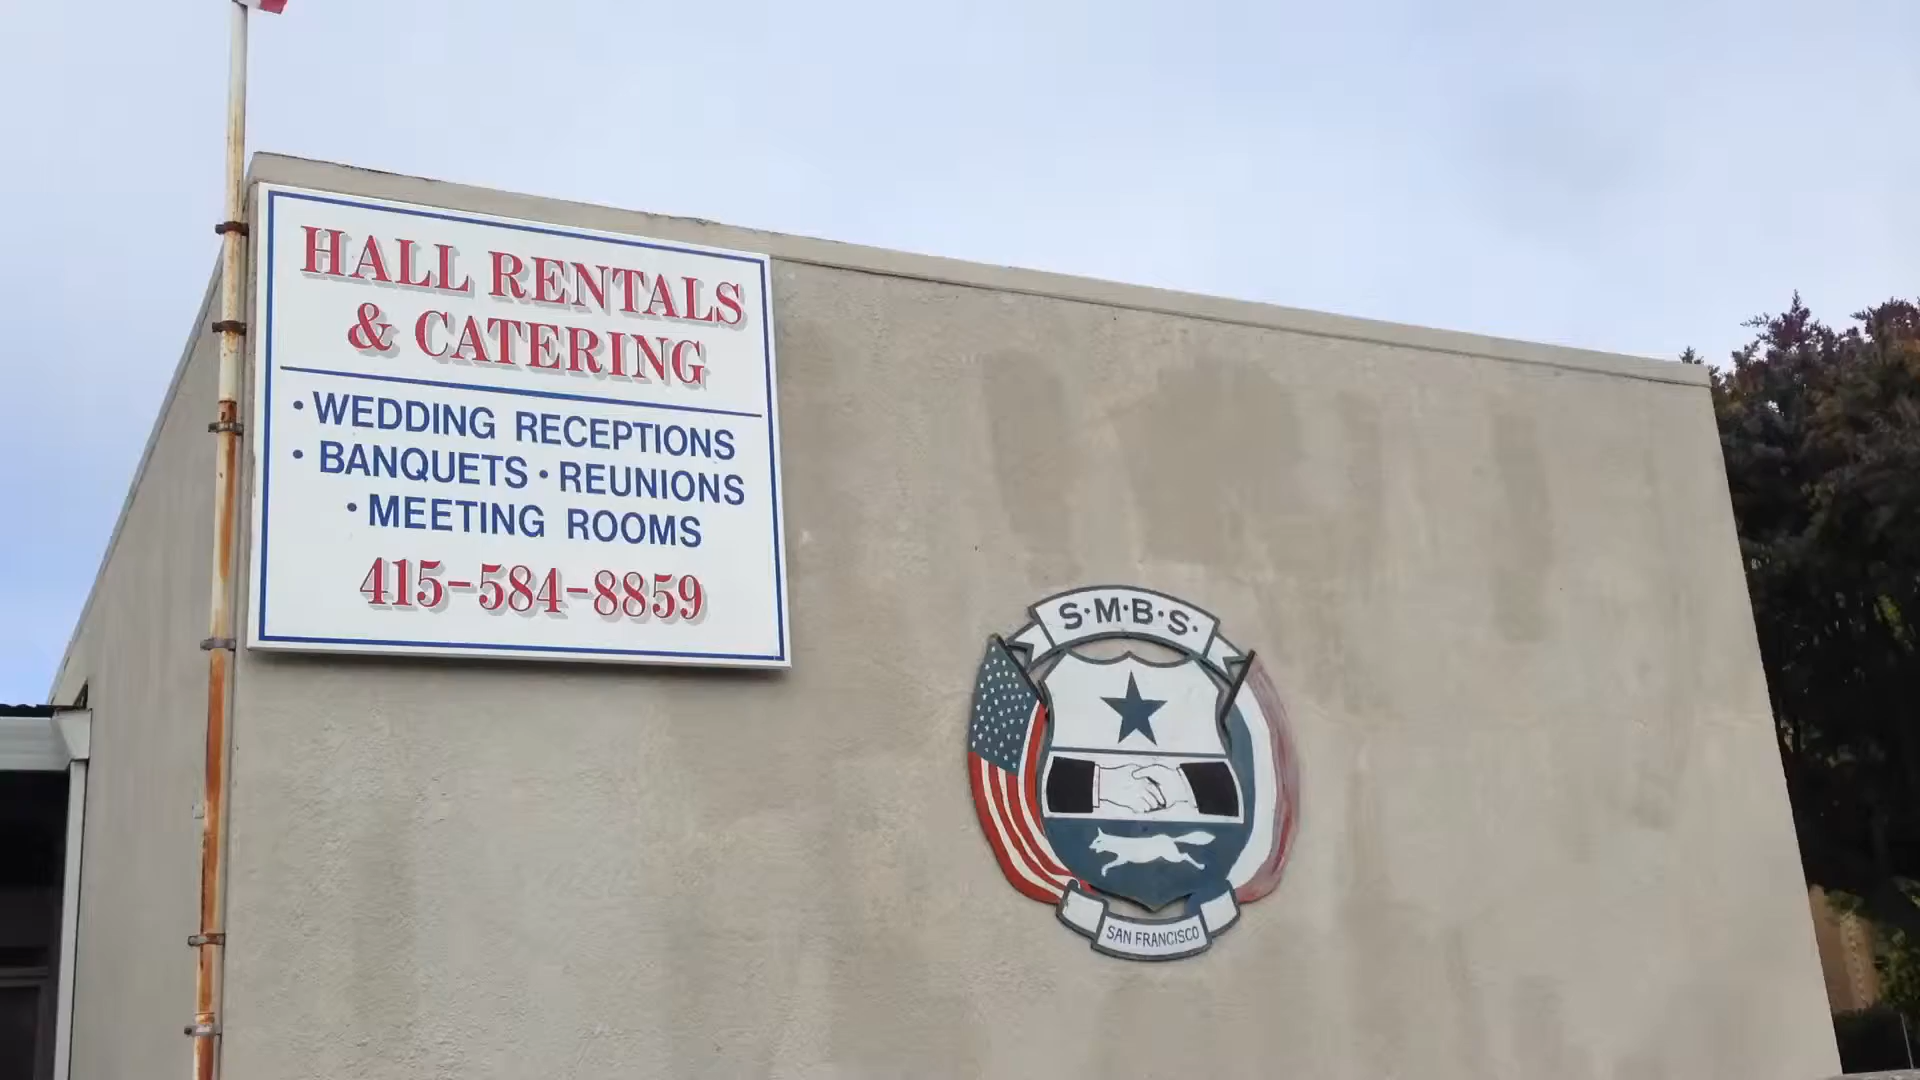 HALL RENTALS
& CATERING
• WEDDING RECEPTIONS
• BANQUETS • REUNIONS
• MEETING ROOMS
415-584-8859
S·M·B·S·
SAN FRANCISCO